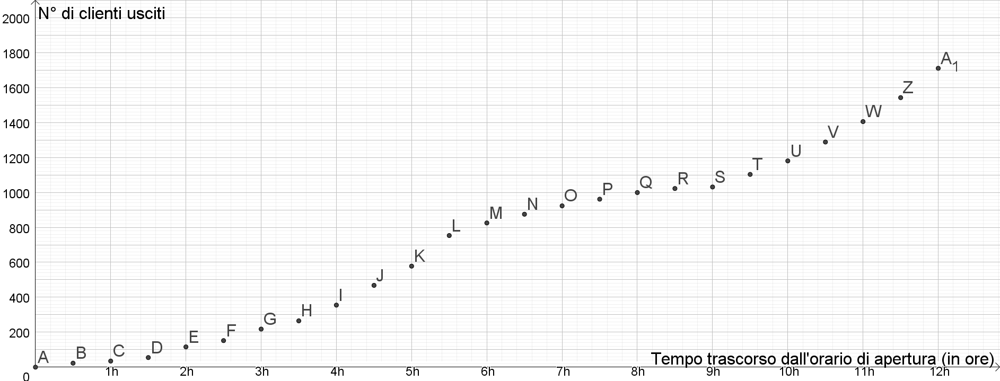 N° di clienti usciti
2000
1800
1600
1400
1200
1000
800
600
400
200
0
A
B
C
D
E
F
G
H
I
J
K
L
M
N
O
P
Q
R
S
T
U
V
W
Z
A1
Tempo trascorso dall'orario di apertura (in ore)
1h 2h 3h 4h 5h 6h 7h 8h 9h 10h 11h 12h